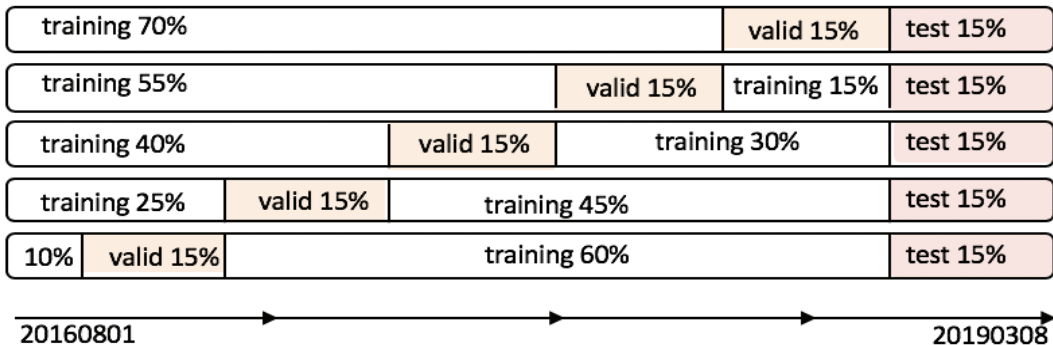 training 70% valid 15% test 15%
training 55% valid 15% training 15% test 15%
training 40% valid 15% training 30% test 15%
training 25% valid 15% training 45% test 15%
10% valid 15% training 60% test 15%
20160801 20190308